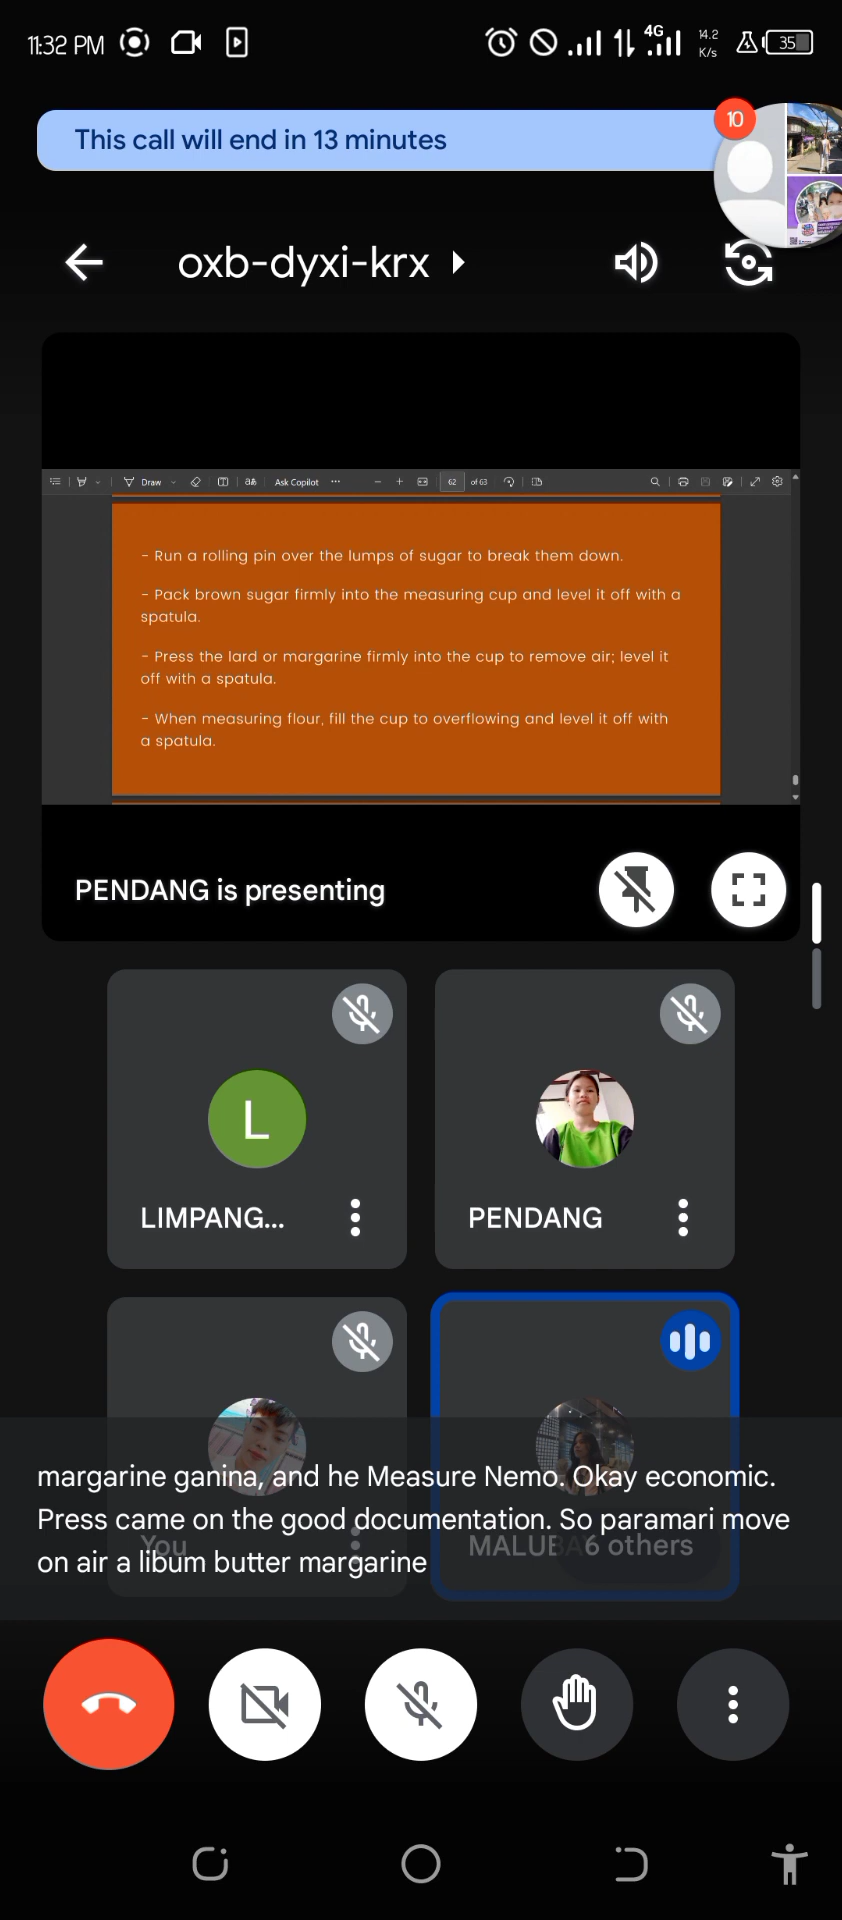 11:32 PM
4G
14.2
K/s
35
This call will end in 13 minutes
10
oxb-dyxi-krx
Draw
aあ
Ask Copilot
62
of 63
- Run a rolling pin over the lumps of sugar to break them down.
- Pack brown sugar firmly into the measuring cup and level it off with a
spatula.
- Press the lard or margarine firmly into the cup to remove air; level it
off with a spatula.
- When measuring flour, fill the cup to overflowing and level it off with
a spatula.
PENDANG is presenting
L
LIMPANG...
PENDANG
margarine ganina, and he Measure Nemo. Okay economic.
Press came on the good documentation. So paramari move
on air a libum butter margarine
You
6 others